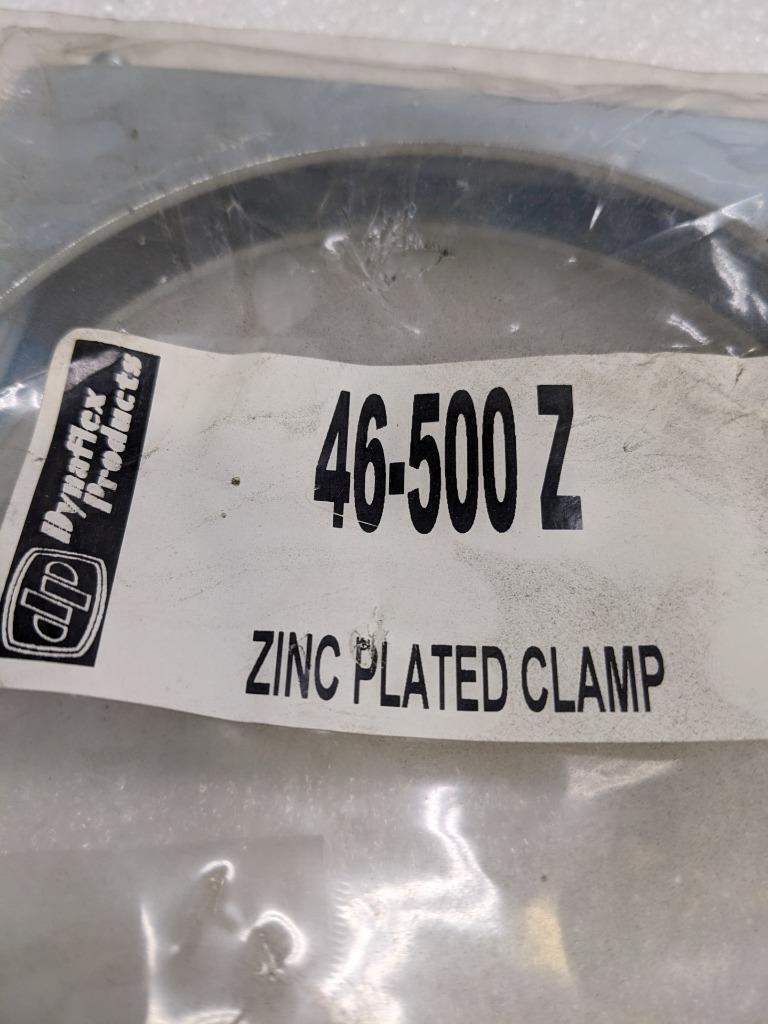 Dynaflex
Products
dp
46-500 Z
ZINC PLATED CLAMP